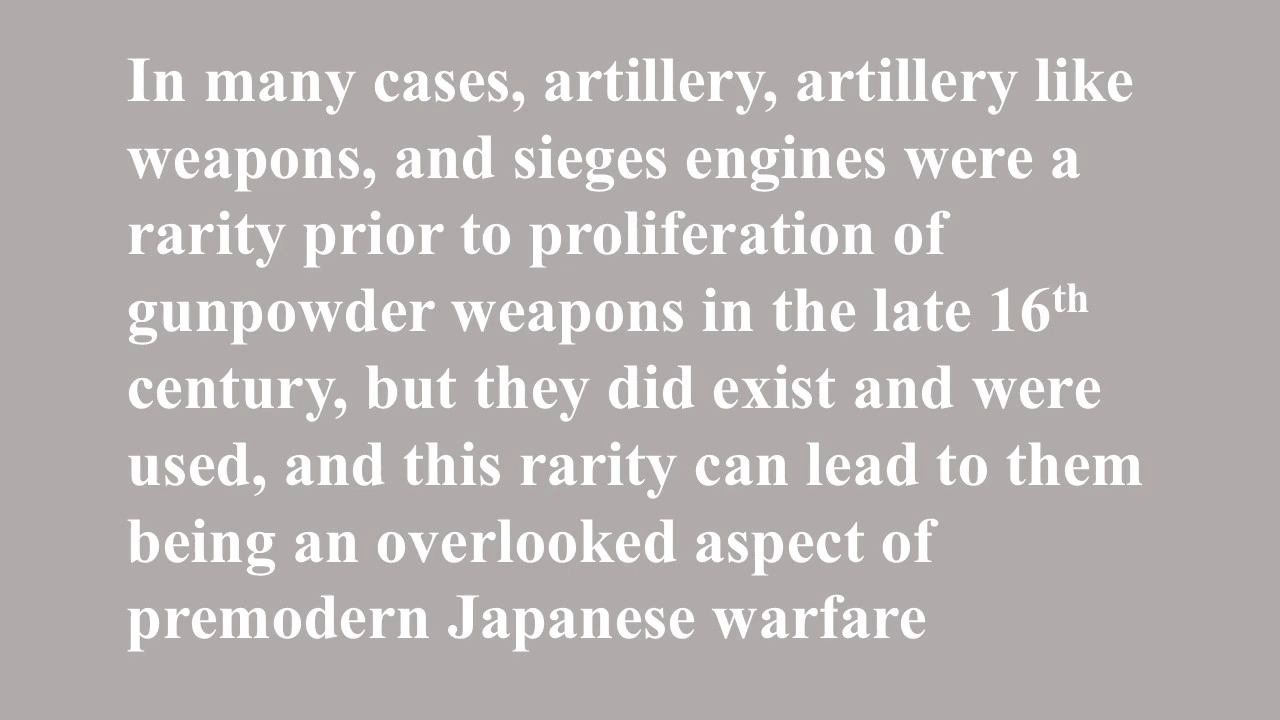 In many cases, artillery, artillery like
weapons, and sieges engines were a
rarity prior to proliferation of
gunpowder weapons in the late 16th
century, but they did exist and were
used, and this rarity can lead to them
being an overlooked aspect of
premodern Japanese warfare